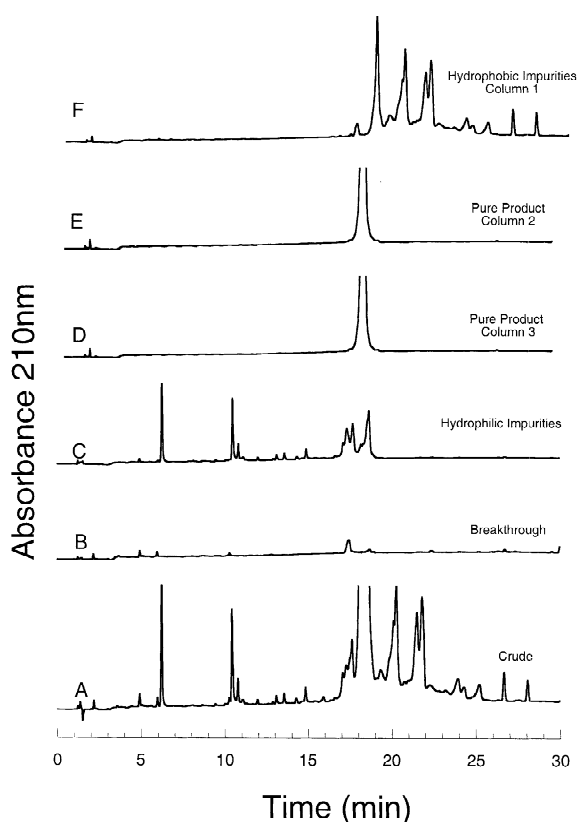 F
Hydrophobic Impurities
Column 1
E
Pure Product
Column 2
D
Pure Product
Column 3
C
Hydrophilic Impurities
B
Breakthrough
A
Crude
Absorbance 210nm
0 5 10 15 20 25 30
Time (min)